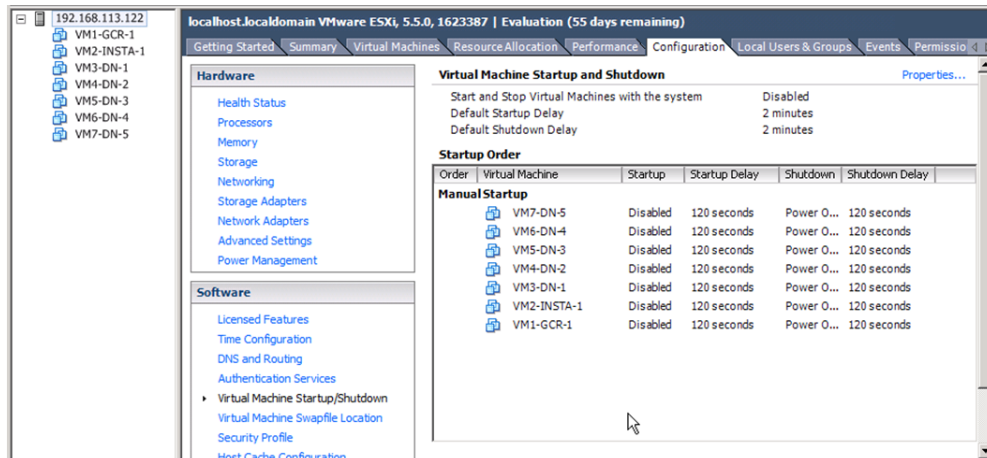 192.168.113.122
VM1-GCR-1
VM2-INSTA-1
VM3-DN-1
VM4-DN-2
VM5-DN-3
VM6-DN-4
VM7-DN-5
localhost.localdomain VMware ESXi, 5.5.0, 1623387 | Evaluation (55 days remaining)
Getting Started Summary Virtual Machines Resource Allocation Performance Configuration Local Users & Groups Events Permissio
Hardware
Health Status
Processors
Memory
Storage
Networking
Storage Adapters
Network Adapters
Advanced Settings
Power Management
Software
Licensed Features
Time Configuration
DNS and Routing
Authentication Services
Virtual Machine Startup/Shutdown
Virtual Machine Swapfile Location
Security Profile
Host Cache Configuration
Virtual Machine Startup and Shutdown Properties...
Start and Stop Virtual Machines with the system Disabled
Default Startup Delay 2 minutes
Default Shutdown Delay 2 minutes
Startup Order
Order Virtual Machine Startup Startup Delay Shutdown Shutdown Delay
Manual Startup
VM7-DN-5 Disabled 120 seconds Power O... 120 seconds
VM6-DN-4 Disabled 120 seconds Power O... 120 seconds
VM5-DN-3 Disabled 120 seconds Power O... 120 seconds
VM4-DN-2 Disabled 120 seconds Power O... 120 seconds
VM3-DN-1 Disabled 120 seconds Power O... 120 seconds
VM2-INSTA-1 Disabled 120 seconds Power O... 120 seconds
VM1-GCR-1 Disabled 120 seconds Power O... 120 seconds